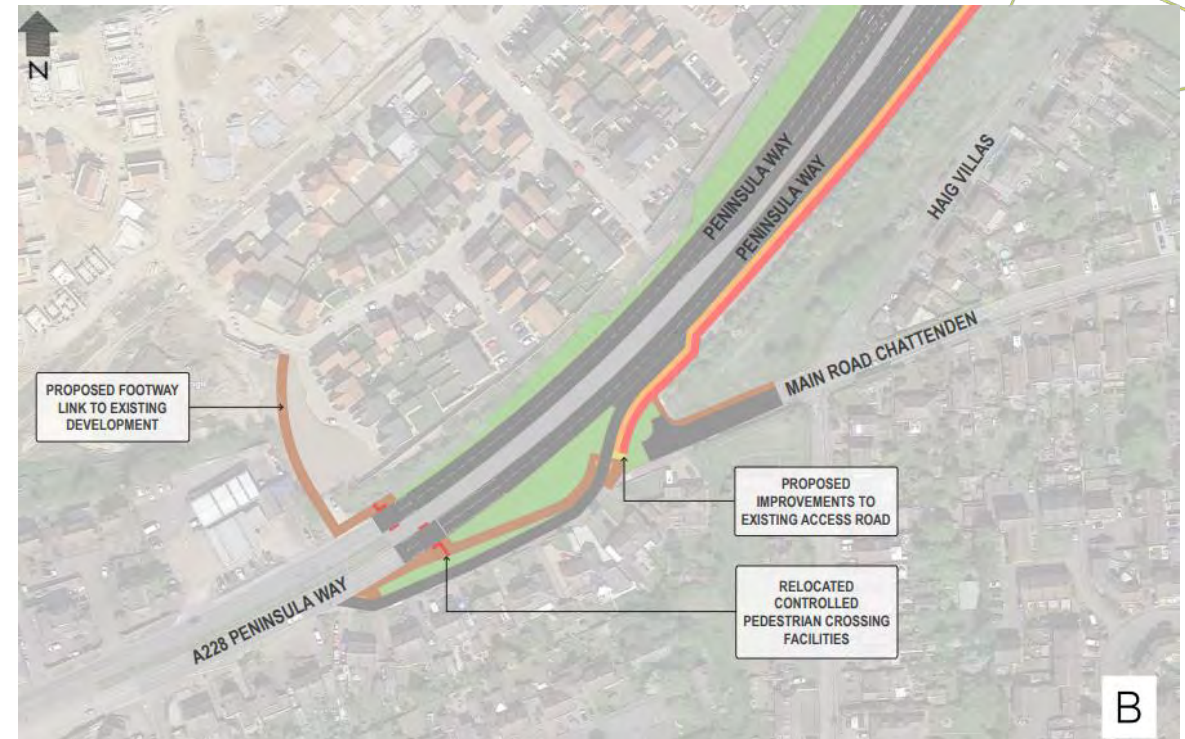 N
PENINSULA WAY
PENINSULA WAY
HAIG VILLAS
MAIN ROAD CHATTENDEN
PROPOSED FOOTWAY
LINK TO EXISTING
DEVELOPMENT
PROPOSED
IMPROVEMENTS TO
EXISTING ACCESS ROAD
A228 PENINSULA WAY
RELOCATED
CONTROLLED
PEDESTRIAN CROSSING
FACILITIES
B